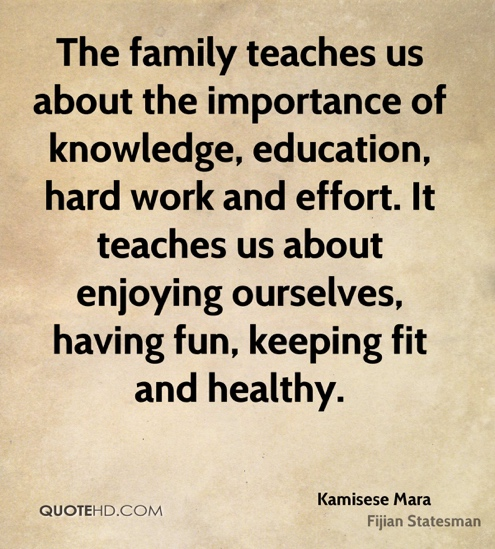 The family teaches us
about the importance of
knowledge, education,
hard work and effort. It
teaches us about
enjoying ourselves,
having fun, keeping fit
and healthy.
Kamisese Mara
Fijian Statesman
QUOTEHD.COM